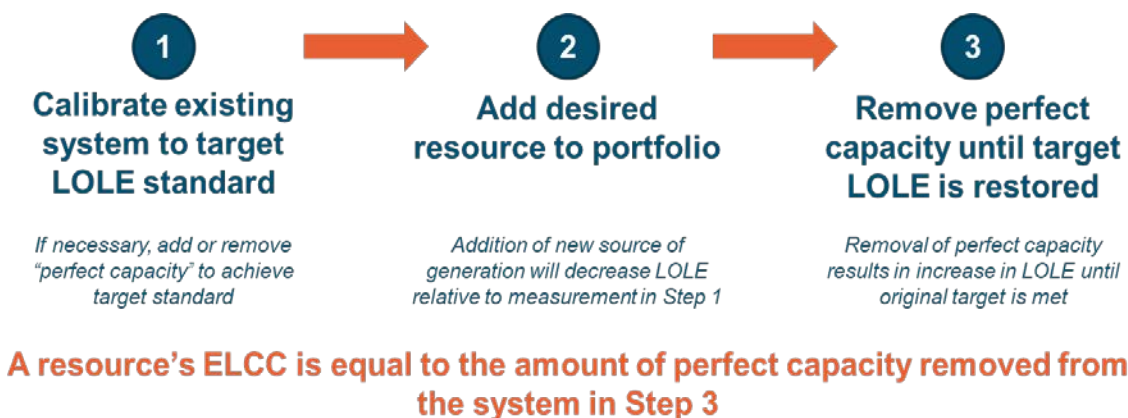 1
Calibrate existing
system to target
LOLE standard
If necessary, add or remove
“perfect capacity” to achieve
target standard
2
Add desired
resource to portfolio
Addition of new source of
generation will decrease LOLE
relative to measurement in Step 1
3
Remove perfect
capacity until target
LOLE is restored
Removal of perfect capacity
results in increase in LOLE until
original target is met
A resource’s ELCC is equal to the amount of perfect capacity removed from
the system in Step 3